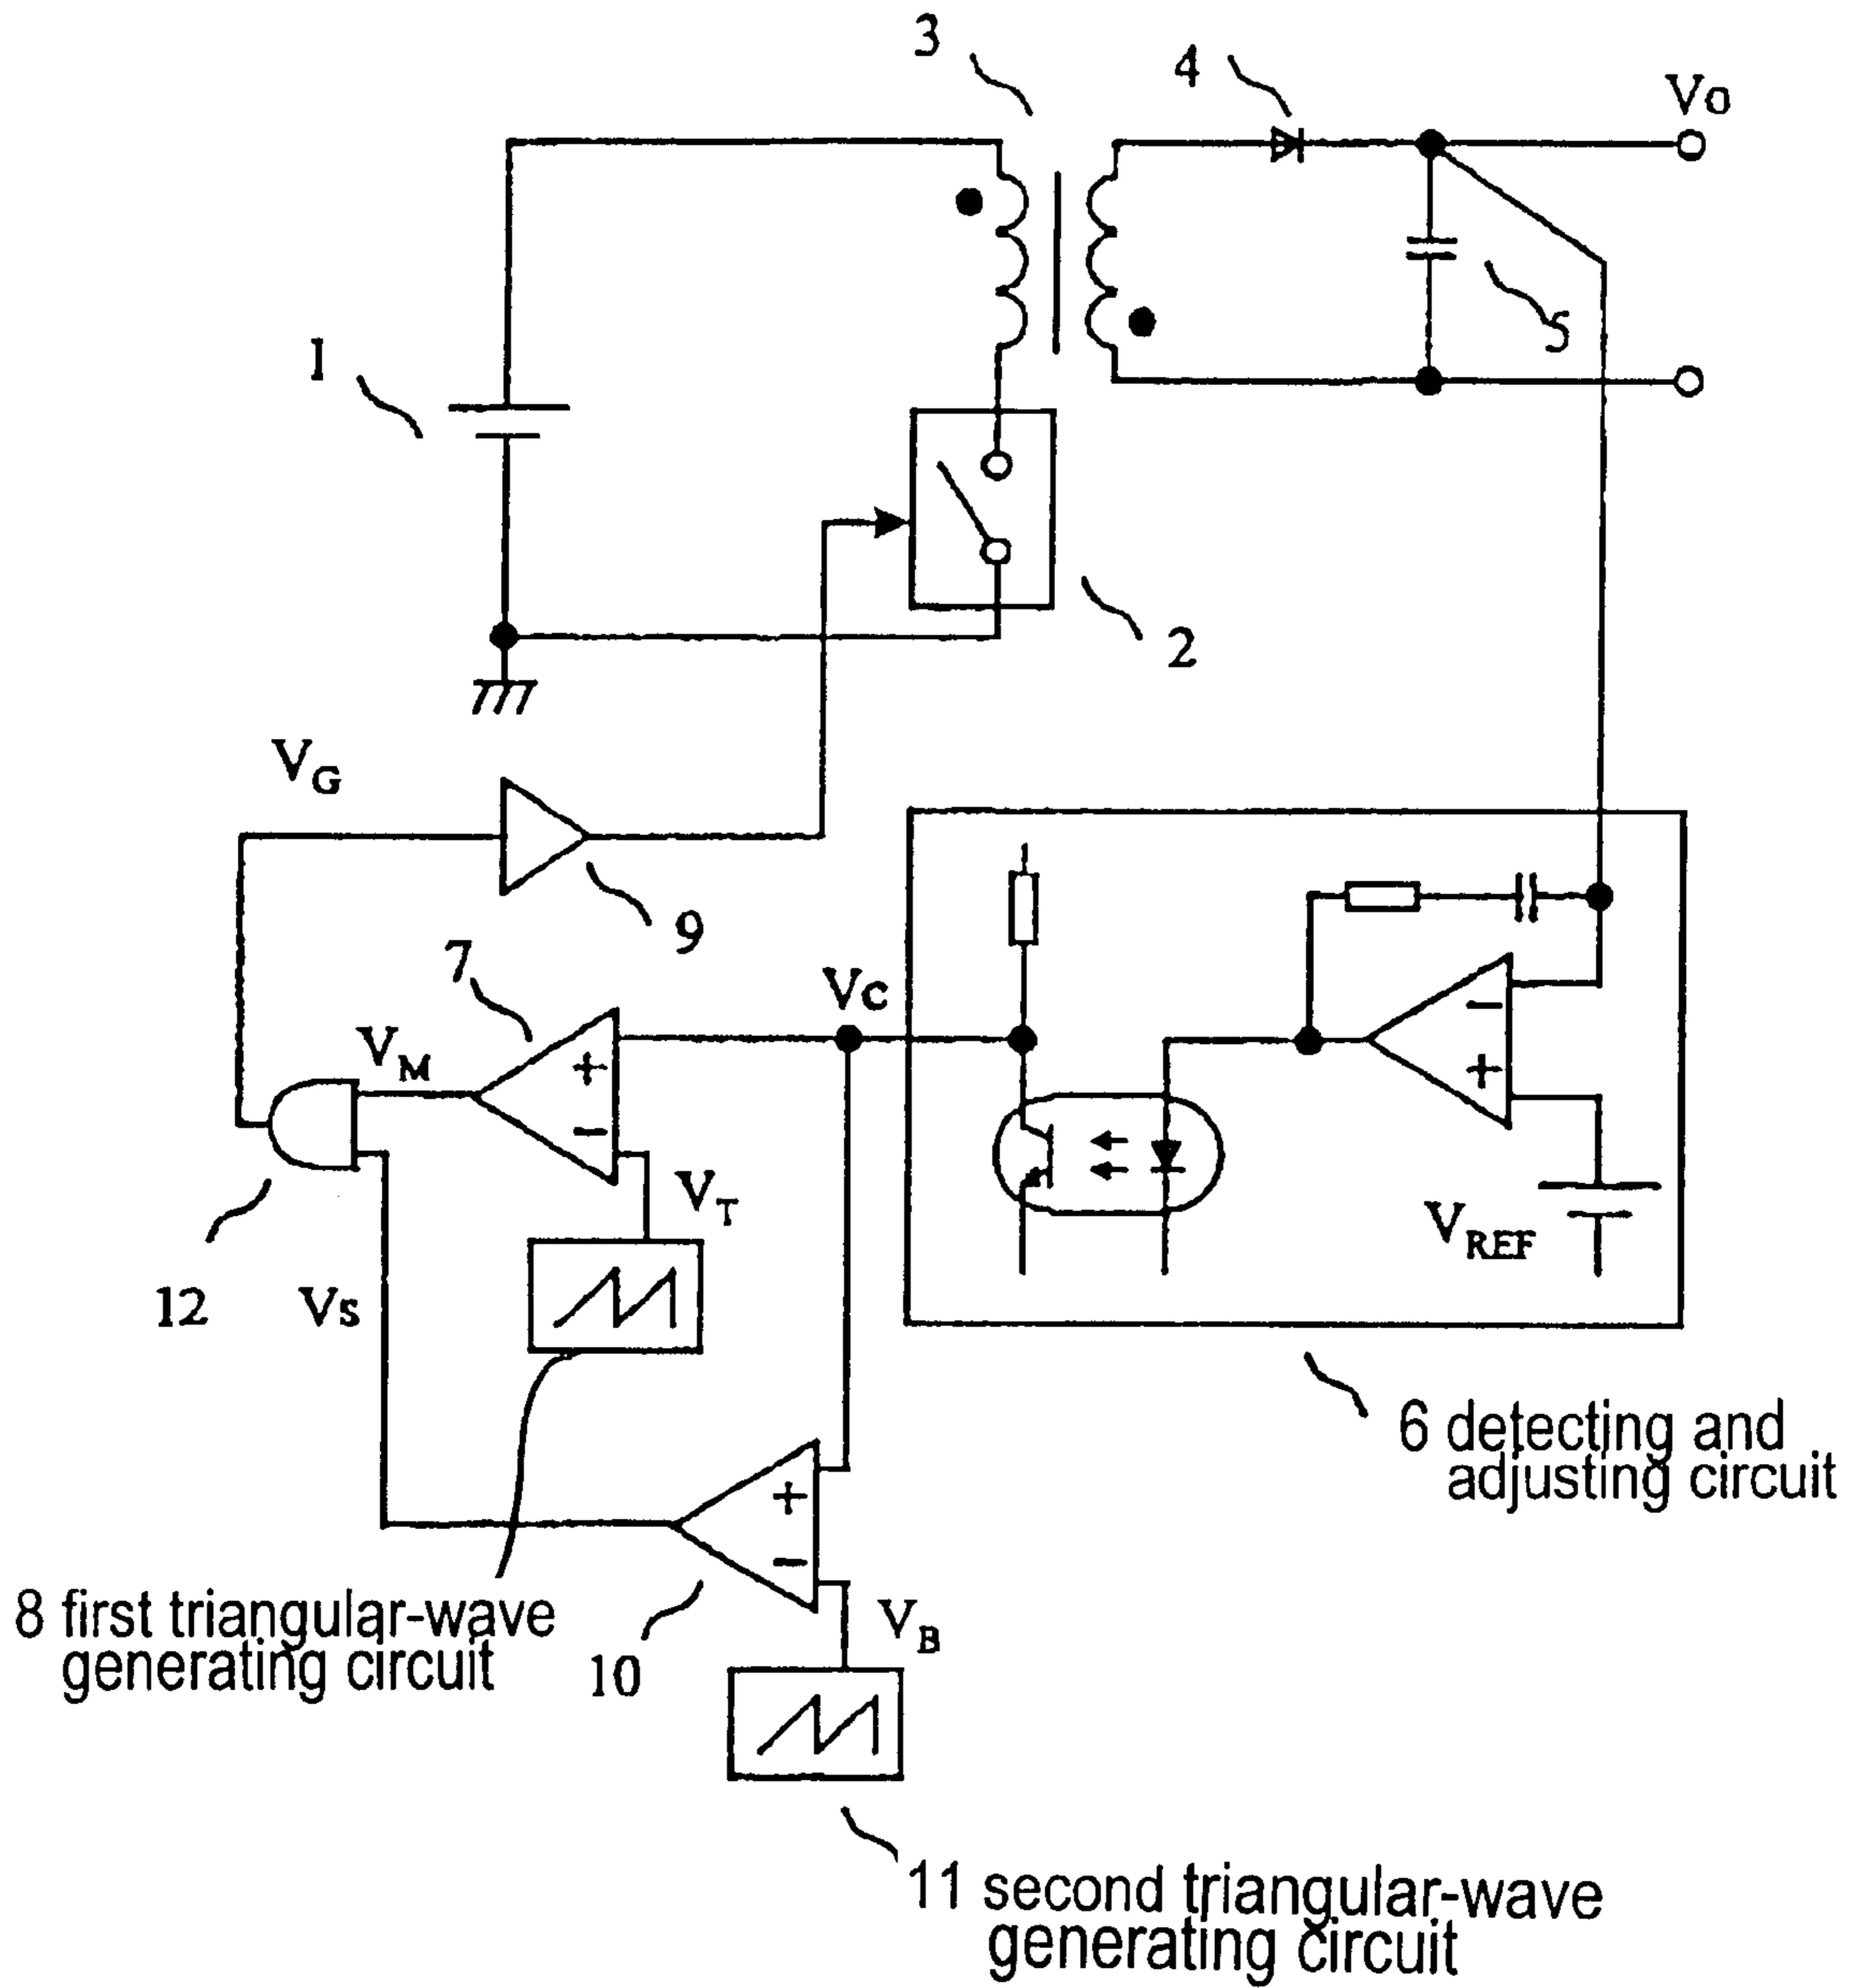 3
4
Vo
1
5
2
VG
9
7
Vc
VM
+
−
−
+
VT
VREF
12
Vs
6 detecting and
adjusting circuit
+
−
8 first triangular-wave
generating circuit
10
VB
11 second triangular-wave
generating circuit